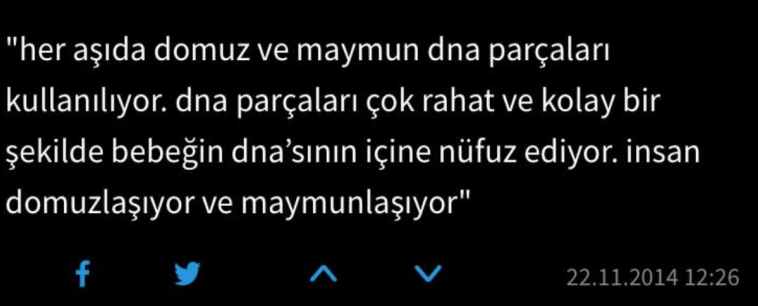 "her aşıda domuz ve maymun dna parçaları
kullanılıyor. dna parçaları çok rahat ve kolay bir
şekilde bebeğin dna’sının içine nüfuz ediyor. insan
domuzlaşıyor ve maymunlaşıyor"
22.11.2014 12:26